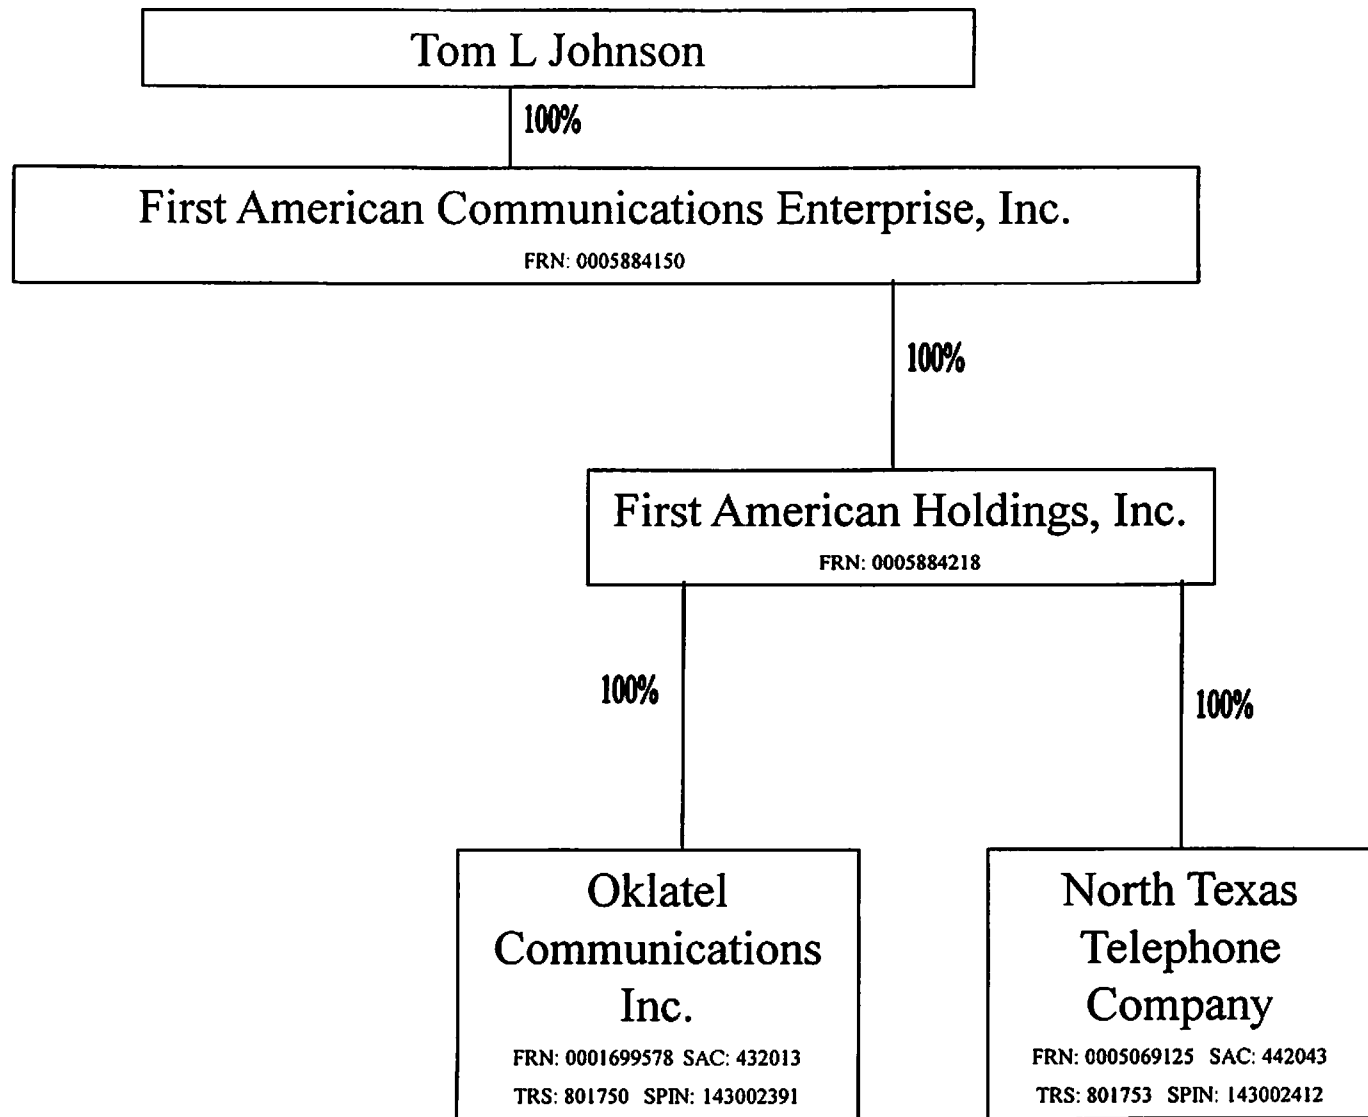 Tom L Johnson
100%
First American Communications Enterprise, Inc.
FRN: 0005884150
100%
First American Holdings, Inc.
FRN: 0005884218
100%
100%
Oklatel
Communications
Inc.
FRN: 0001699578 SAC: 432013
TRS: 801750 SPIN: 143002391
North Texas
Telephone
Company
FRN: 0005069125 SAC: 442043
TRS: 801753 SPIN: 143002412